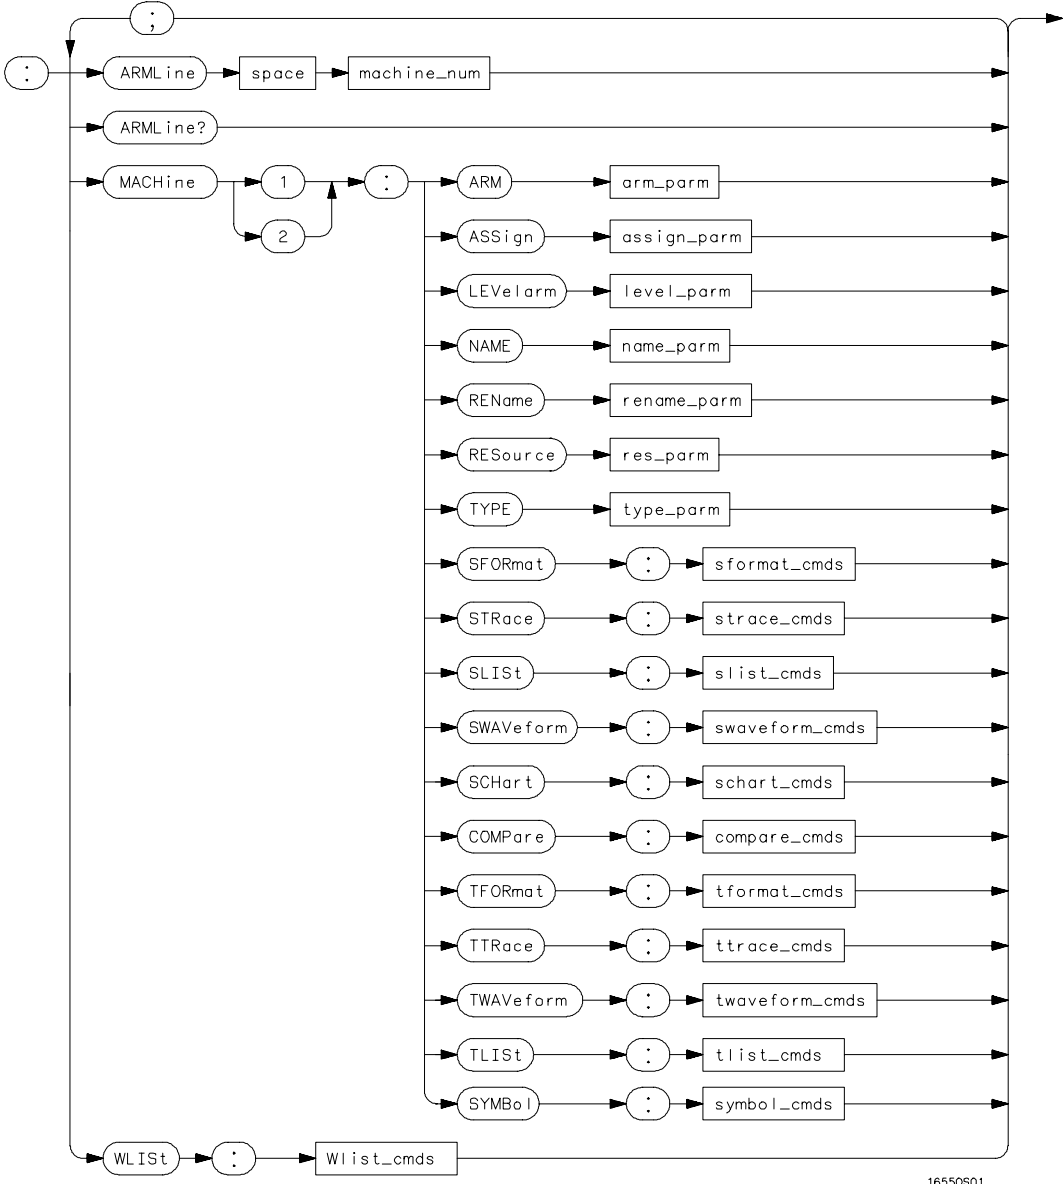 ;
: ARMLine space machine_num
ARMLine?
MACHine 1 : ARM arm_parm
2 ASSign assign_parm
LEVelarm level_parm
NAME name_parm
REName rename_parm
RESource res_parm
TYPE type_parm
SFORmat : sformat_cmds
STRace : strace_cmds
SLISt : slist_cmds
SWAVeform : swaveform_cmds
SCHart : schart_cmds
COMPare : compare_cmds
TFORmat : tformat_cmds
TTRace : ttrace_cmds
TWAVeform : twaveform_cmds
TLISt : tlist_cmds
SYMBol : symbol_cmds
WLISt : Wlist_cmds
16550S01